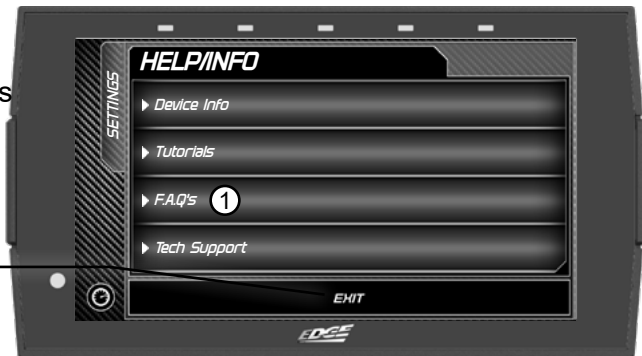 s
SETTINGS
HELP/INFO
Device Info
Tutorials
F.A.Q's 1
Tech Support
EXIT
EDGE